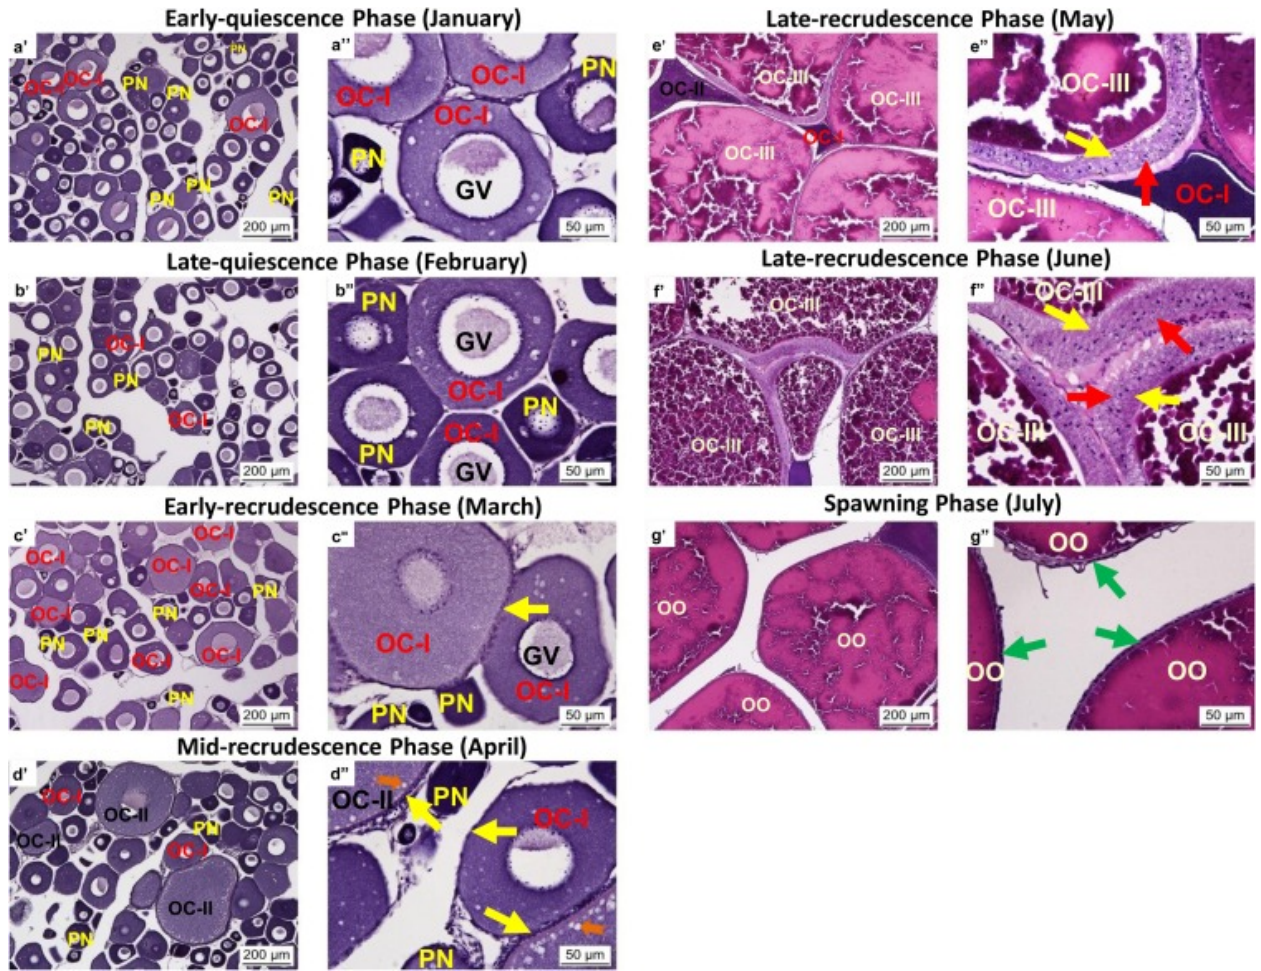 Early-quiescence Phase (January)
a'
PN
OC-I
OC-I
PN
PN
OC-I
PN
PN
PN
200 µm
a''
OC-I
OC-I
OC-I
PN
PN
GV
50 µm
Late-quiescence Phase (February)
b'
OC-I
PN
PN
OC-I
PN
200 µm
b''
PN
GV
OC-I
PN
OC-I
PN
GV
50 µm
Early-recrudescence Phase (March)
c'
OC-I
OC-I
OC-I
OC-I
PN
OC-I
PN
PN
PN
OC-I
OC-I
OC-I
PN
200 µm
c''
OC-I
GV
OC-I
PN
PN
50 µm
Mid-recrudescence Phase (April)
d'
OC-I
OC-II
OC-II
PN
OC-I
OC-II
PN
200 µm
d''
OC-II
PN
OC-I
PN
50 µm
Late-recrudescence Phase (May)
e'
OC-III
OC-II
OC-III
OC-I
OC-III
200 µm
e''
OC-III
OC-I
OC-III
50 µm
Late-recrudescence Phase (June)
f'
OC-III
OC-III
OC-III
200 µm
f''
OC-III
OC-III
OC-III
50 µm
Spawning Phase (July)
g'
OO
OO
OO
200 µm
g''
OO
OO
OO
50 µm